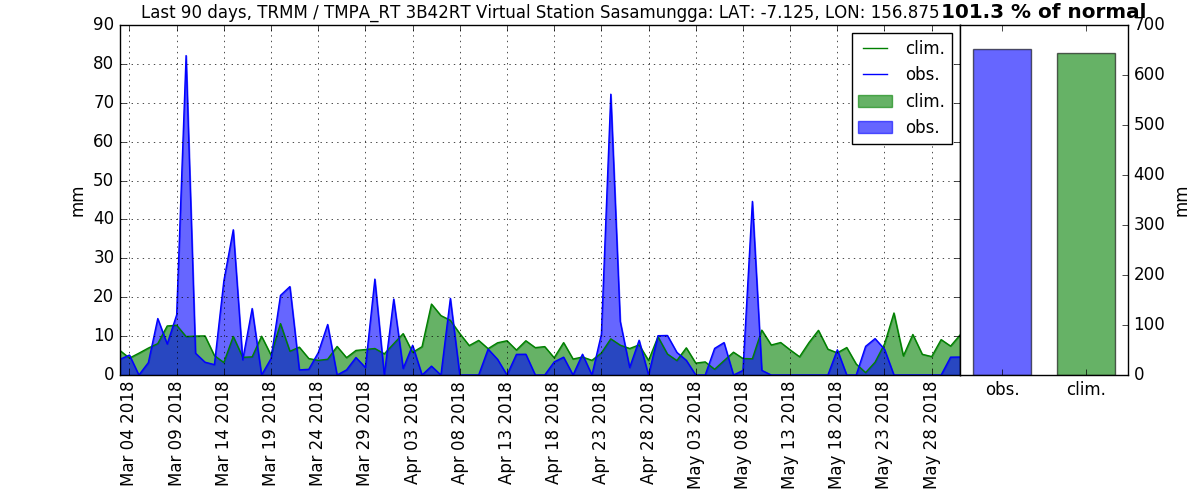 Last 90 days, TRMM / TMPA_RT 3B42RT Virtual Station Sasamungga: LAT: -7.125, LON: 156.875
101.3 % of normal
90
80
70
60
50
40
30
20
10
0
mm
clim.
obs.
clim.
obs.
Mar 04 2018
Mar 09 2018
Mar 14 2018
Mar 19 2018
Mar 24 2018
Mar 29 2018
Apr 03 2018
Apr 08 2018
Apr 13 2018
Apr 18 2018
Apr 23 2018
Apr 28 2018
May 03 2018
May 08 2018
May 13 2018
May 18 2018
May 23 2018
May 28 2018
700
600
500
400
300
200
100
0
mm
obs.
clim.